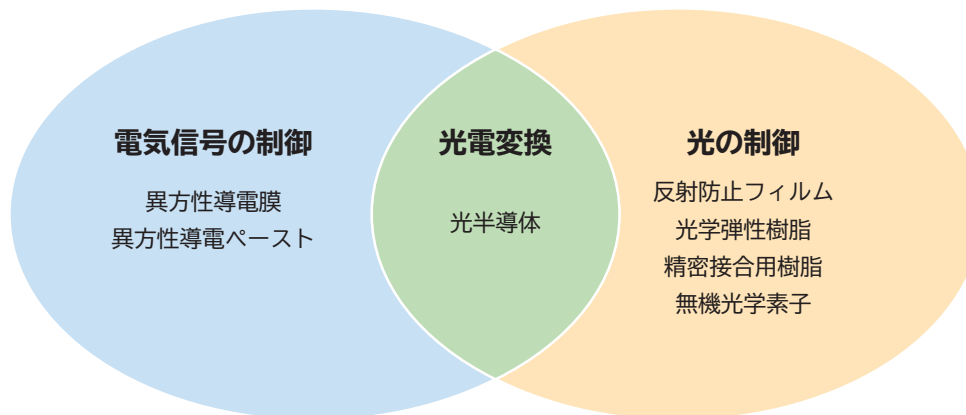 電気信号の制御
異方性導電膜
異方性導電ペースト
光電変換
光半導体
光の制御
反射防止フィルム
光学弾性樹脂
精密接合用樹脂
無機光学素子